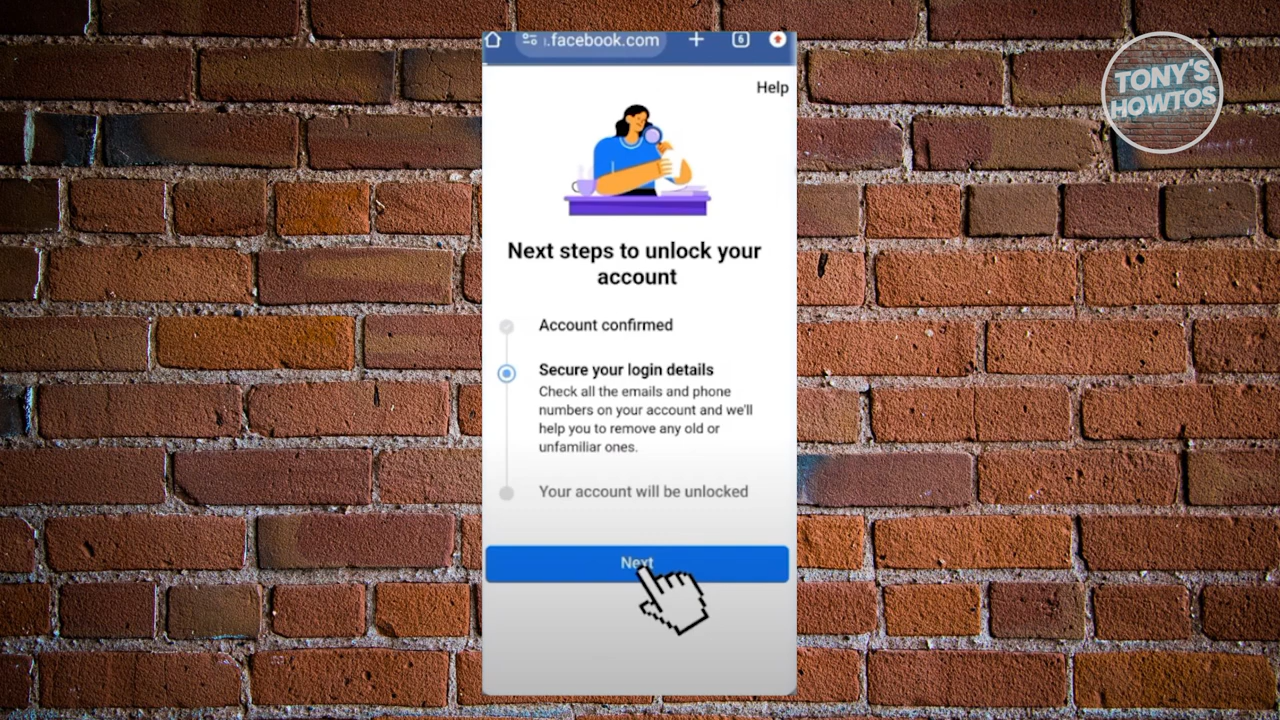 .facebook.com
6
TONY'S
HOWTOS
Help
Next steps to unlock your
account
Account confirmed
Secure your login details
Check all the emails and phone
numbers on your account and we'll
help you to remove any old or
unfamiliar ones.
Your account will be unlocked
Next